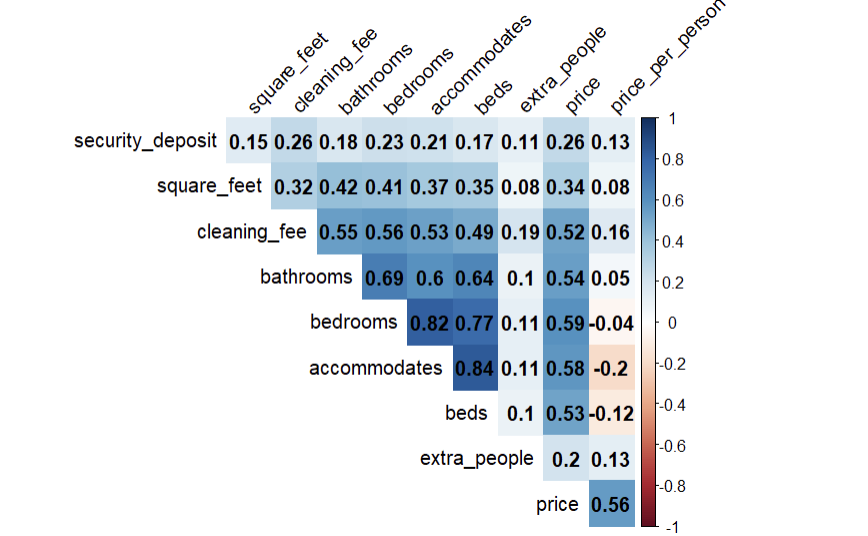 square_feet
cleaning_fee
bathrooms
bedrooms
accommodates
beds
extra_people
price
price_per_person
security_deposit 0.15 0.26 0.18 0.23 0.21 0.17 0.11 0.26 0.13
square_feet 0.32 0.42 0.41 0.37 0.35 0.08 0.34 0.08
cleaning_fee 0.55 0.56 0.53 0.49 0.19 0.52 0.16
bathrooms 0.69 0.6 0.64 0.1 0.54 0.05
bedrooms 0.82 0.77 0.11 0.59 -0.04
accommodates 0.84 0.11 0.58 -0.2
beds 0.1 0.53 -0.12
extra_people 0.2 0.13
price 0.56
1
0.8
0.6
0.4
0.2
0
-0.2
-0.4
-0.6
-0.8
-1